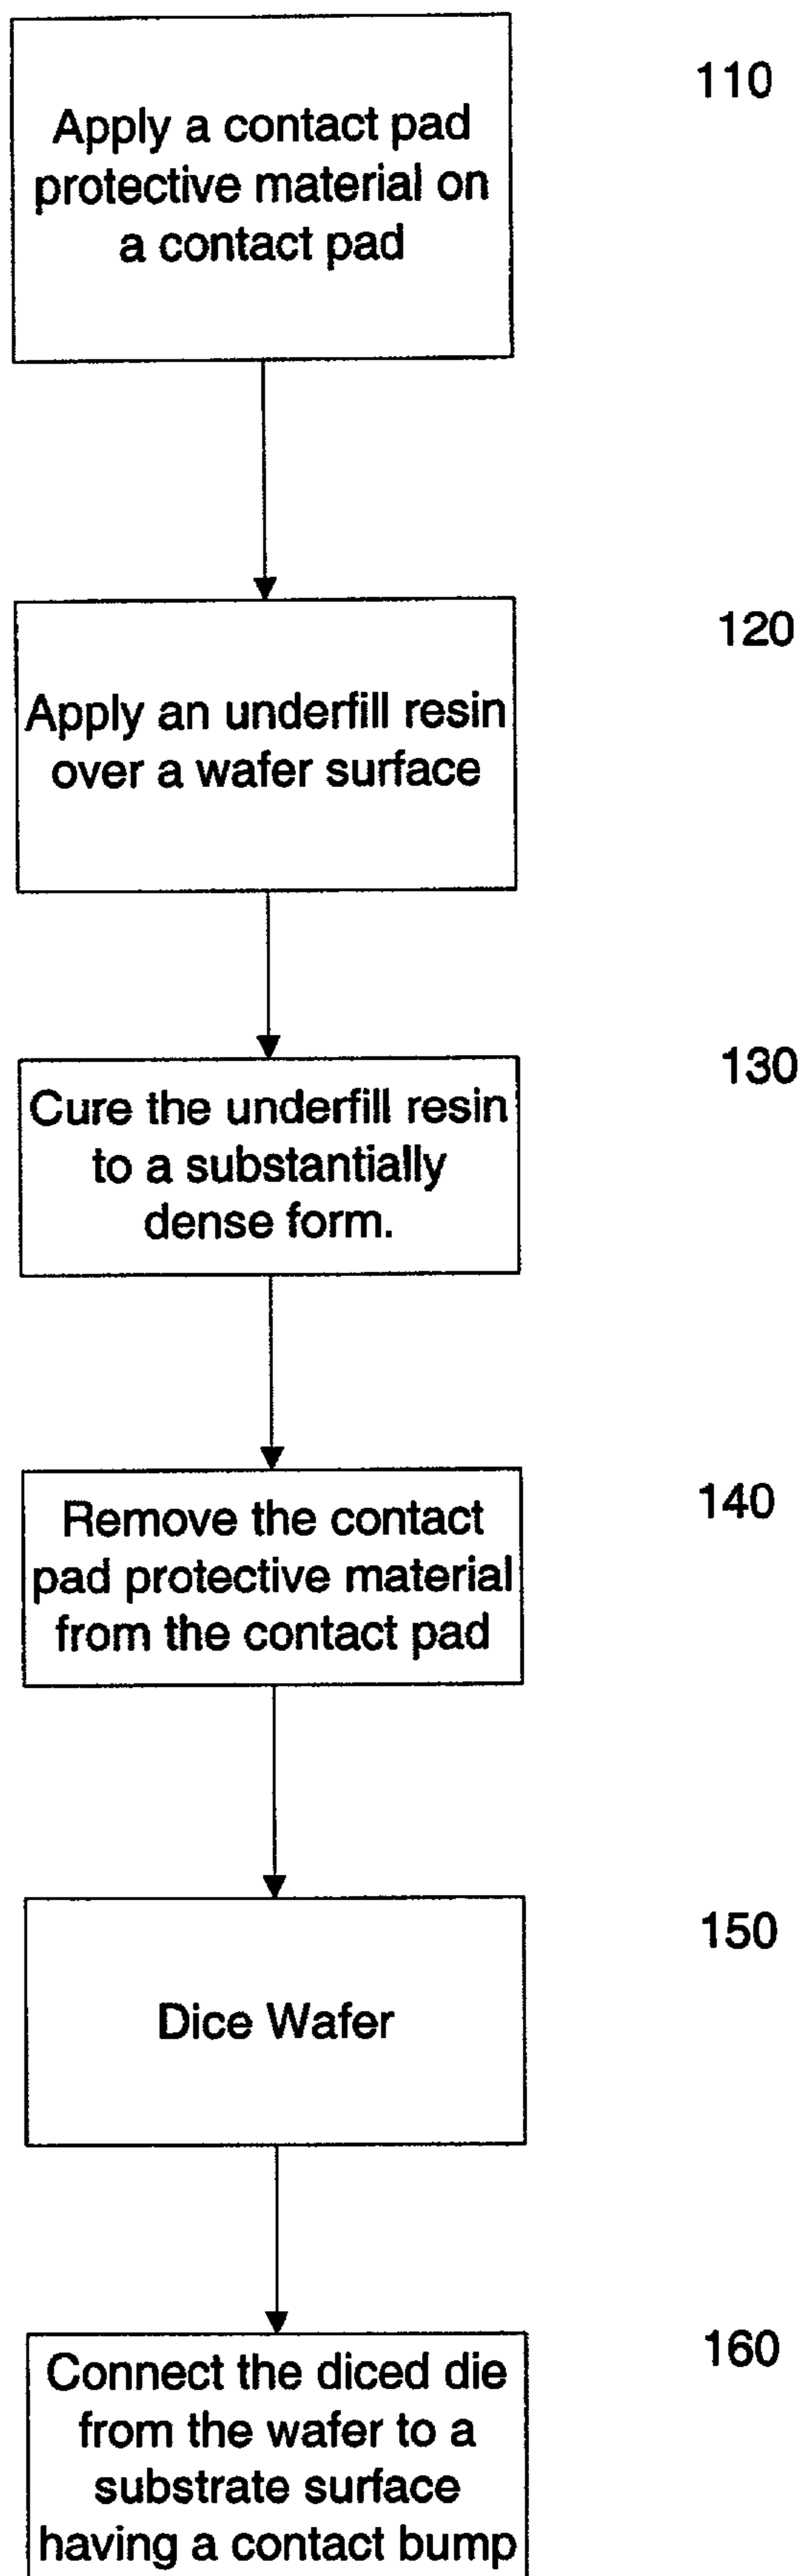 110
Apply a contact pad
protective material on
a contact pad
120
Apply an underfill resin
over a wafer surface
130
Cure the underfill resin
to a substantially
dense form.
140
Remove the contact
pad protective material
from the contact pad
150
Dice Wafer
160
Connect the diced die
from the wafer to a
substrate surface
having a contact bump